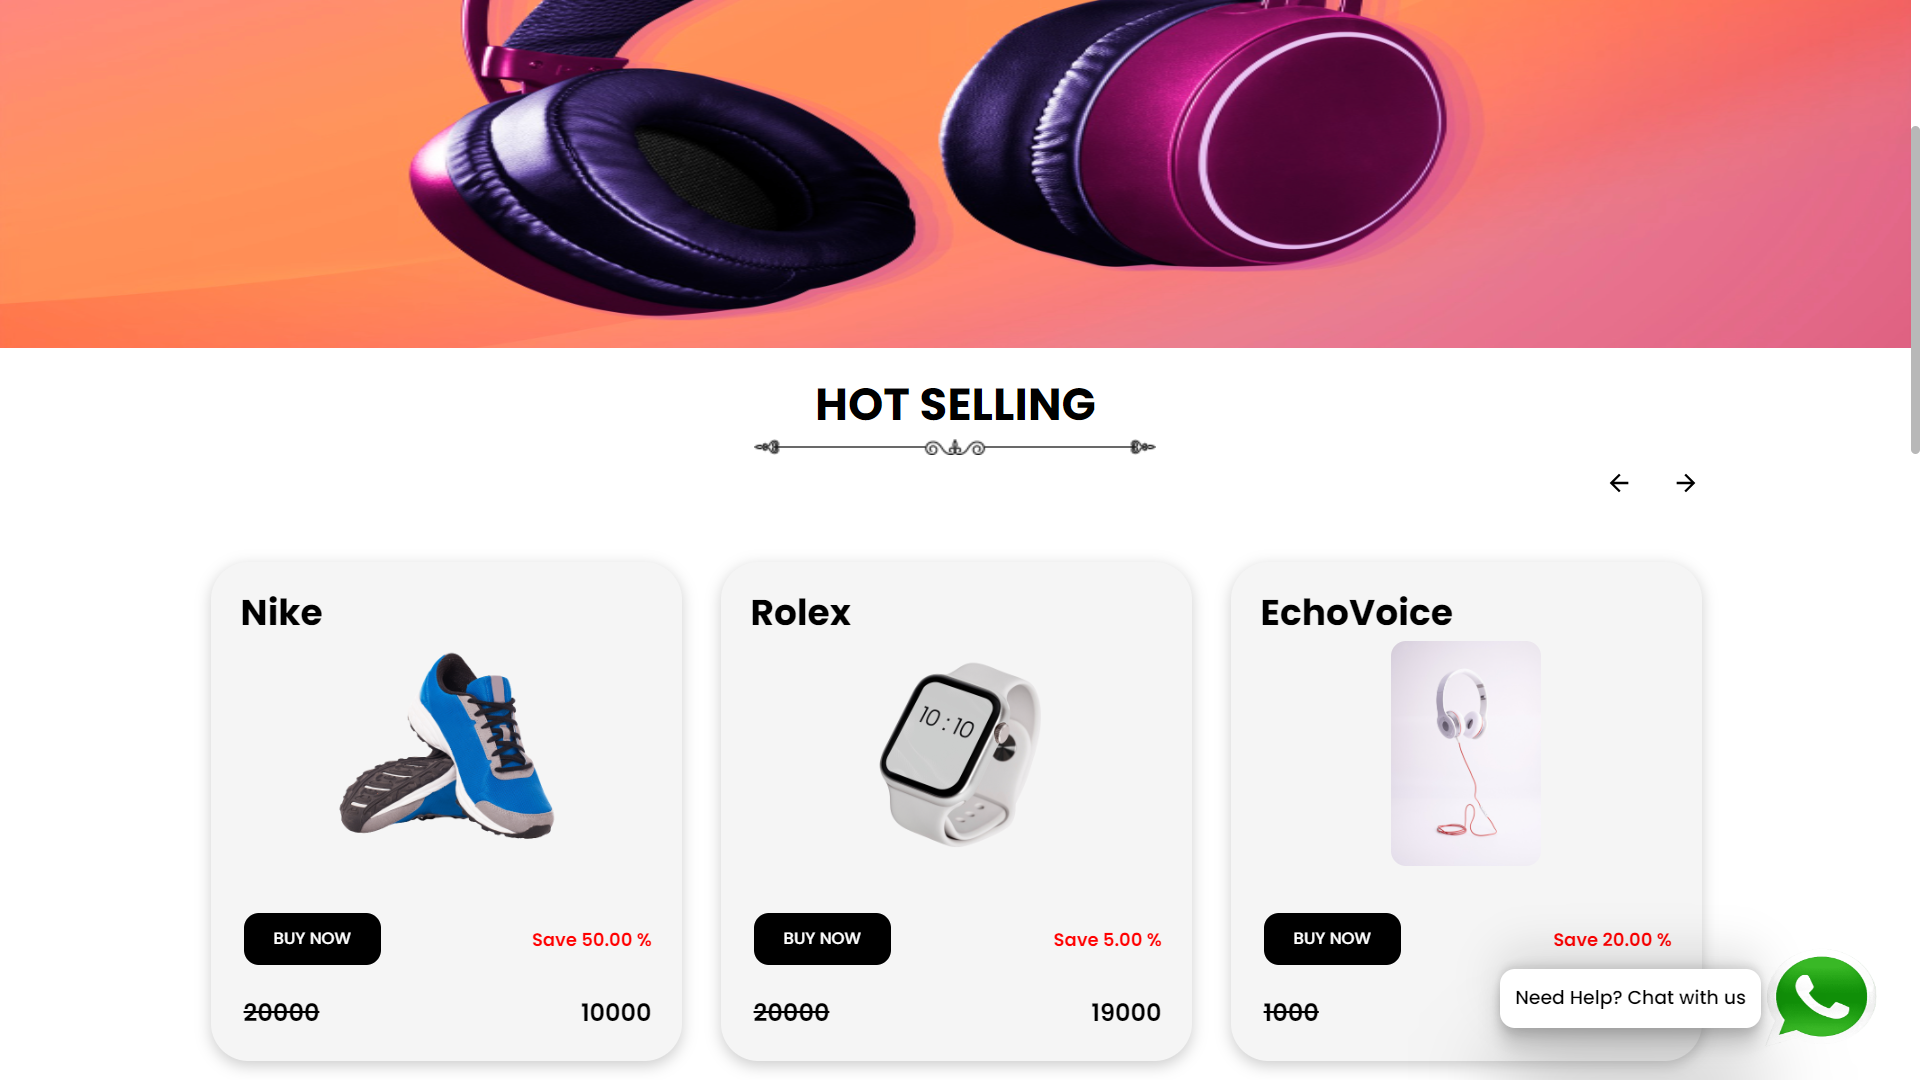 HOT SELLING
Nike
Rolex
10:10
EchoVoice
BUY NOW
Save 50.00 %
BUY NOW
Save 5.00 %
BUY NOW
Save 20.00 %
20000
10000
20000
19000
1000
Need Help? Chat with us